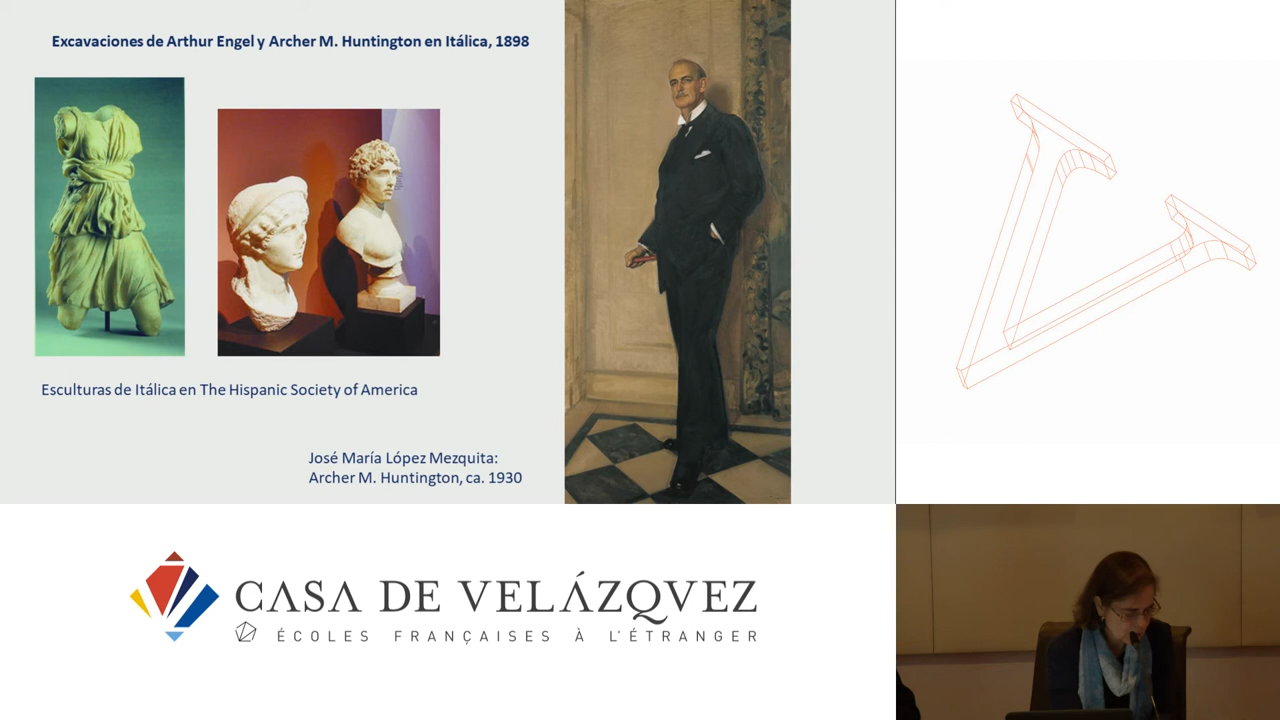 Excavaciones de Arthur Engel y Archer M. Huntington en Itálica, 1898
Esculturas de Itálica en The Hispanic Society of America
José María López Mezquita:
Archer M. Huntington, ca. 1930
CASA DE VELÁZQVEZ
ÉCOLES FRANÇAISES À L'ÉTRANGER